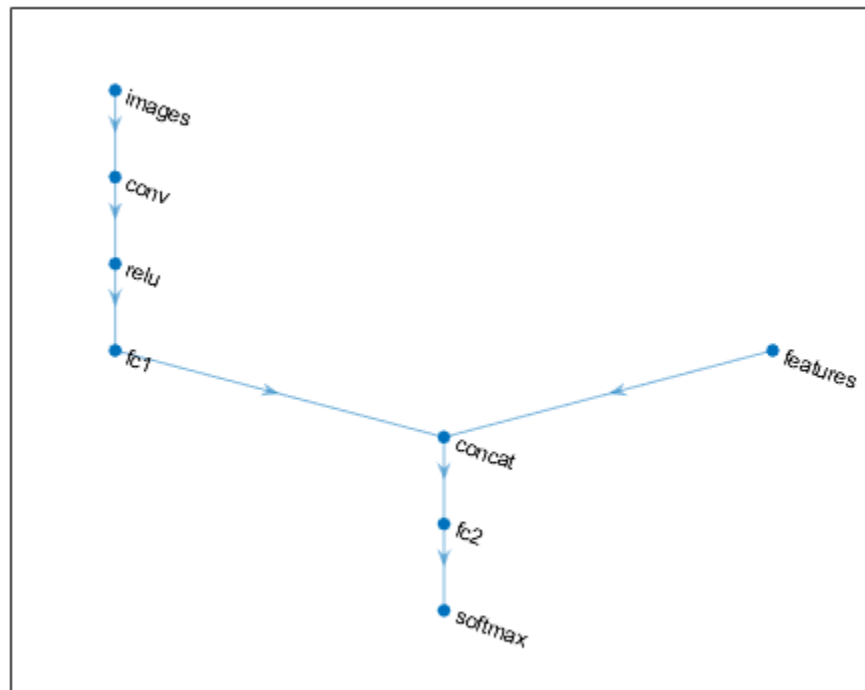 images
conv
relu
fc1
features
concat
fc2
softmax